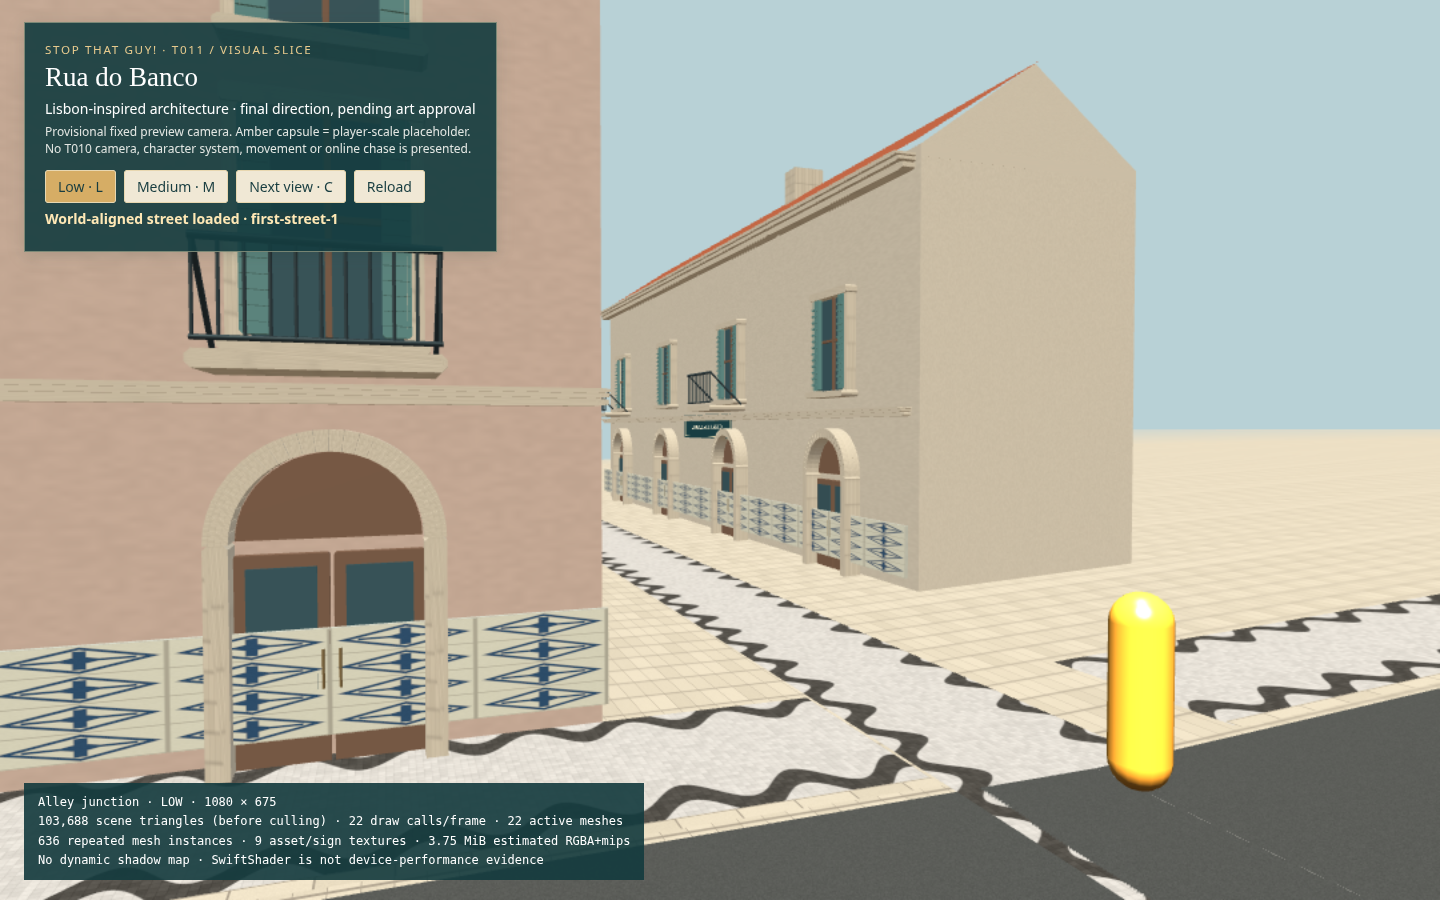 STOP THAT GUY! · T011 / VISUAL SLICE
Rua do Banco
Lisbon-inspired architecture · final direction, pending art approval
Provisional fixed preview camera. Amber capsule = player-scale placeholder.
No T010 camera, character system, movement or online chase is presented.
Low · L
Medium · M
Next view · C
Reload
World-aligned street loaded · first-street-1
Alley junction · LOW · 1080 × 675
103,688 scene triangles (before culling) · 22 draw calls/frame · 22 active meshes
636 repeated mesh instances · 9 asset/sign textures · 3.75 MiB estimated RGBA+mips
No dynamic shadow map · SwiftShader is not device-performance evidence